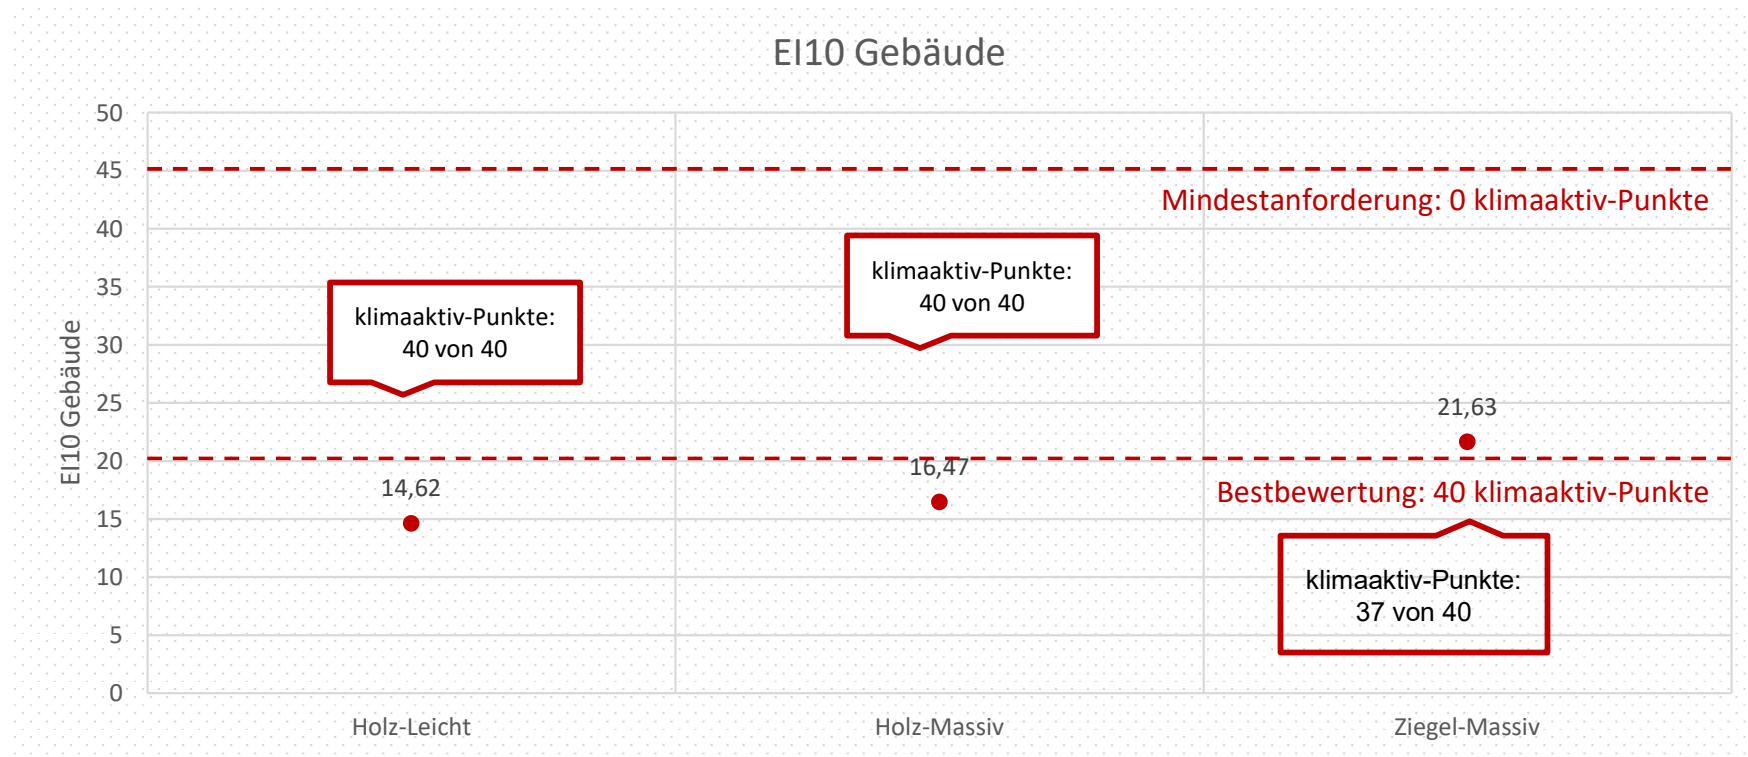 EI10 Gebäude
EI10 Gebäude
50
45
40
35
30
25
20
15
10
5
0
Mindestanforderung: 0 klimaaktiv-Punkte
klimaaktiv-Punkte:
40 von 40
klimaaktiv-Punkte:
40 von 40
21,63
16,47
14,62
Bestbewertung: 40 klimaaktiv-Punkte
klimaaktiv-Punkte:
37 von 40
Holz-Leicht
Holz-Massiv
Ziegel-Massiv